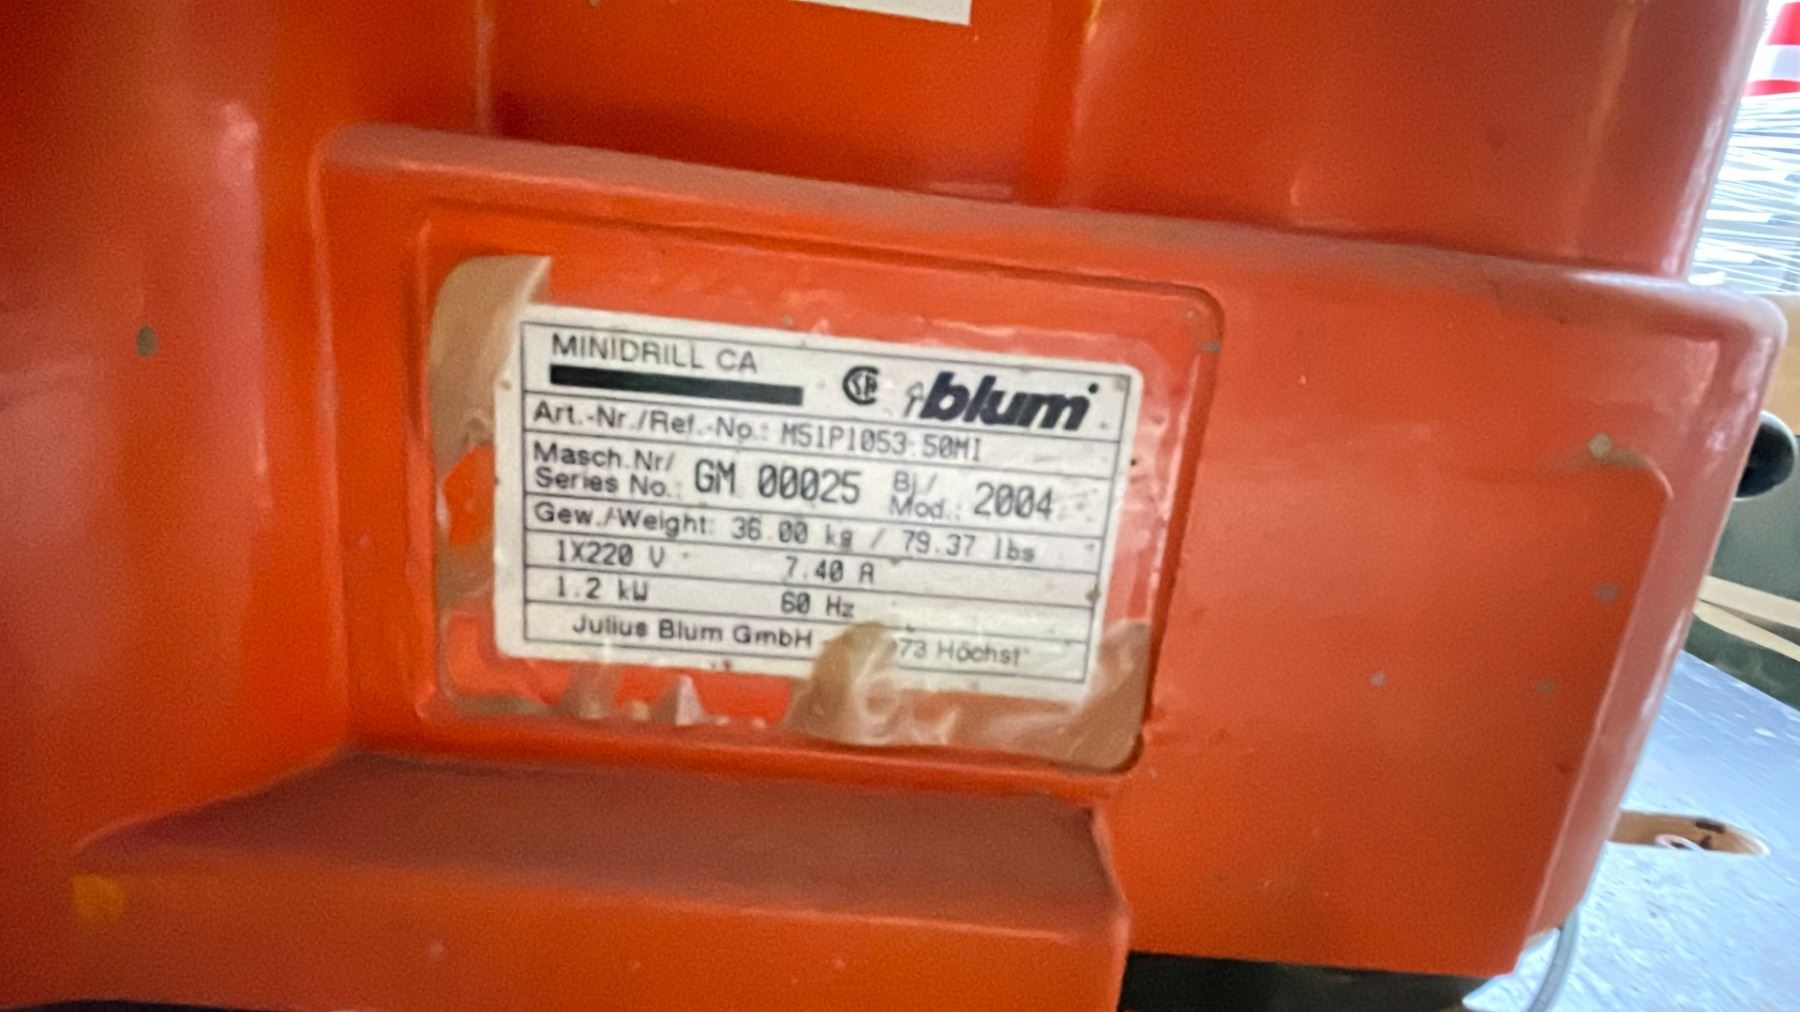 MINIDRILL CA
blum
Art.-Nr./Ref.-No.: M51P1053.50MI
Masch.Nr/ Series No.: GM 00025 Bj/ Mod.: 2004
Gew./Weight: 36.00 kg / 79.37 lbs
1X220 V 7.40 A
1.2 kW 60 Hz
Julius Blum GmbH Höchst